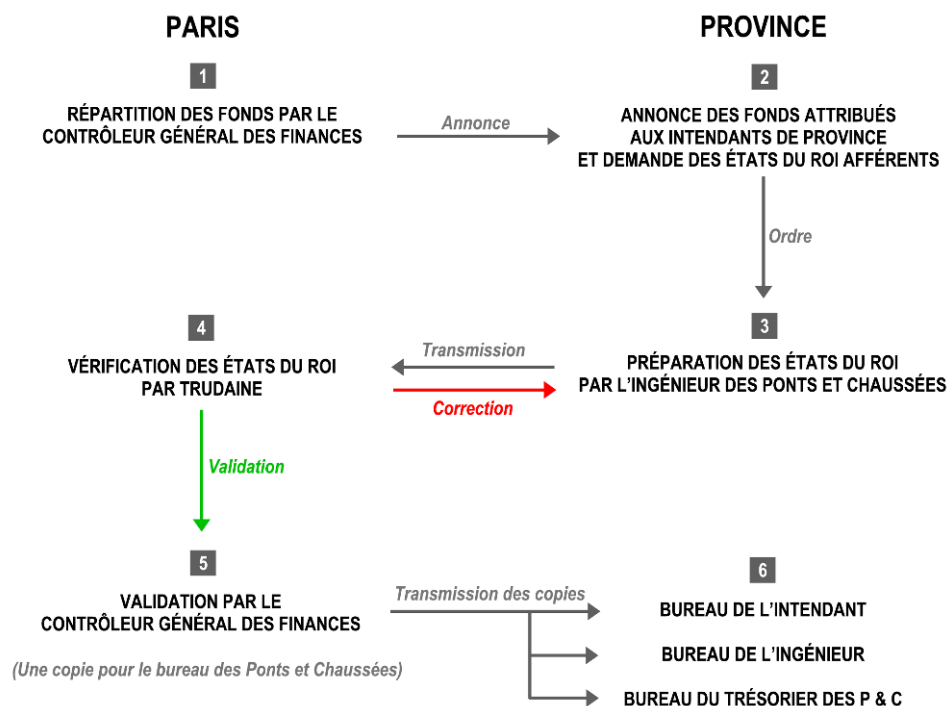 PARIS
PROVINCE
1
RÉPARTITION DES FONDS PAR LE
CONTRÔLEUR GÉNÉRAL DES FINANCES
Annonce
2
ANNONCE DES FONDS ATTRIBUÉS
AUX INTENDANTS DE PROVINCE
ET DEMANDE DES ÉTATS DU ROI AFÉRENTS
Ordre
3
PRÉPARATION DES ÉTATS DU ROI
PAR L'INGÉNIEUR DES PONTS ET CHAUSSÉES
Transmission
Correction
4
VÉRIFICATION DES ÉTATS DU ROI
PAR TRUDAINE
Validation
5
VALIDATION PAR LE
CONTRÔLEUR GÉNÉRAL DES FINANCES
(Une copie pour le bureau des Ponts et Chaussées)
Transmission des copies
6
BUREAU DE L'INTENDANT
BUREAU DE L'INGÉNIEUR
BUREAU DU TRÉSORIER DES P & C